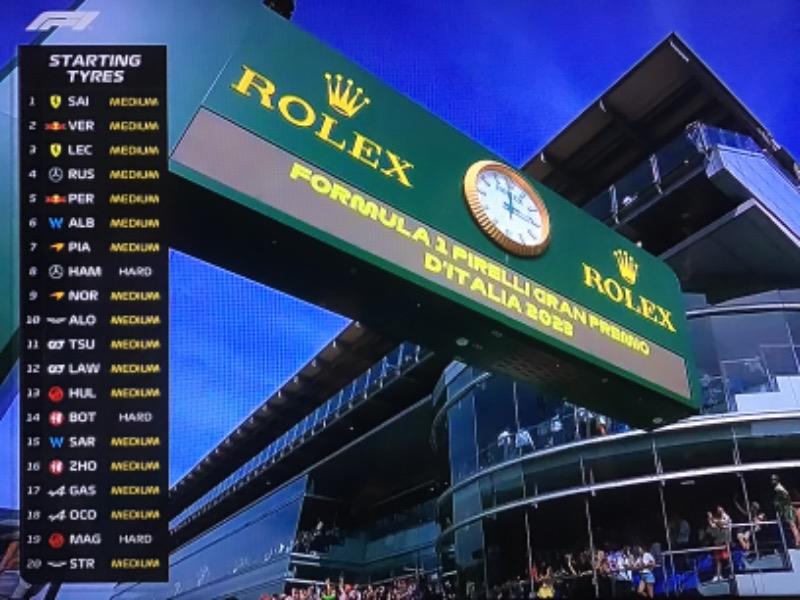 F1
STARTING
TYRES
1 SAI MEDIUM
2 VER MEDIUM
3 LEC MEDIUM
4 RUS MEDIUM
5 PER MEDIUM
6 ALB MEDIUM
7 PIA MEDIUM
8 HAM HARD
9 NOR MEDIUM
10 ALO MEDIUM
11 TSU MEDIUM
12 LAW MEDIUM
13 HUL MEDIUM
14 BOT HARD
15 SAR MEDIUM
16 ZHO MEDIUM
17 GAS MEDIUM
18 OCO MEDIUM
19 MAG HARD
20 STR MEDIUM
ROLEX
FORMULA 1 PIRELLI GRAN PREMIO
D'ITALIA 2023
ROLEX